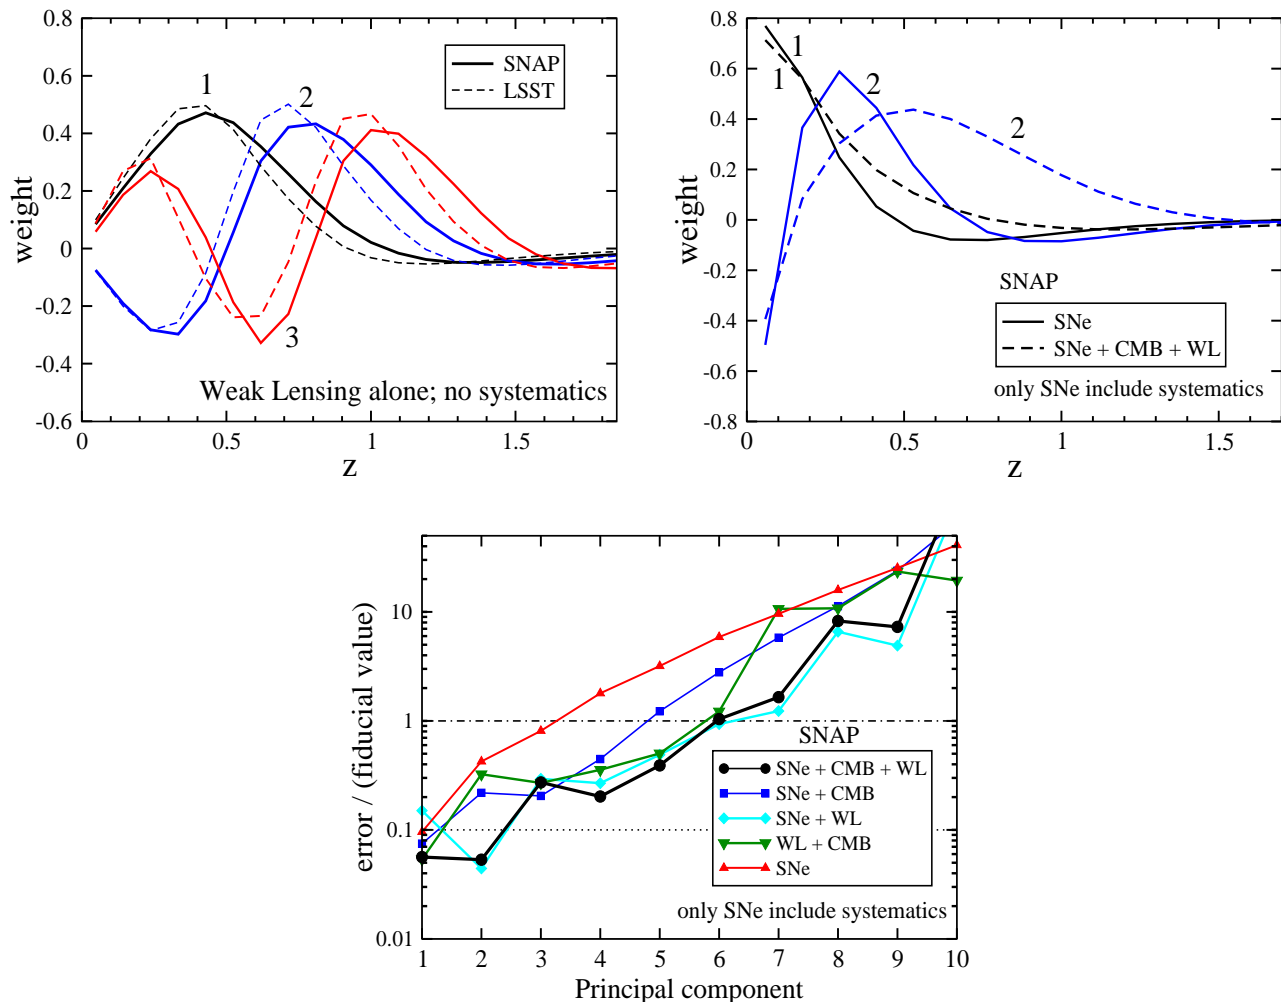 0.8
0.6
0.4
0.2
0
-0.2
-0.4
-0.6
weight
1
2
3
SNAP
LSST
Weak Lensing alone; no systematics
0
0.5
1
1.5
z
0.8
0.6
0.4
0.2
0
-0.2
-0.4
-0.6
-0.8
weight
1
1
2
2
SNAP
SNe
SNe + CMB + WL
only SNe include systematics
0
0.5
1
1.5
z
10
1
0.1
0.01
error / (fiducial value)
SNAP
SNe + CMB + WL
SNe + CMB
SNe + WL
WL + CMB
SNe
only SNe include systematics
1 2 3 4 5 6 7 8 9 10
Principal component